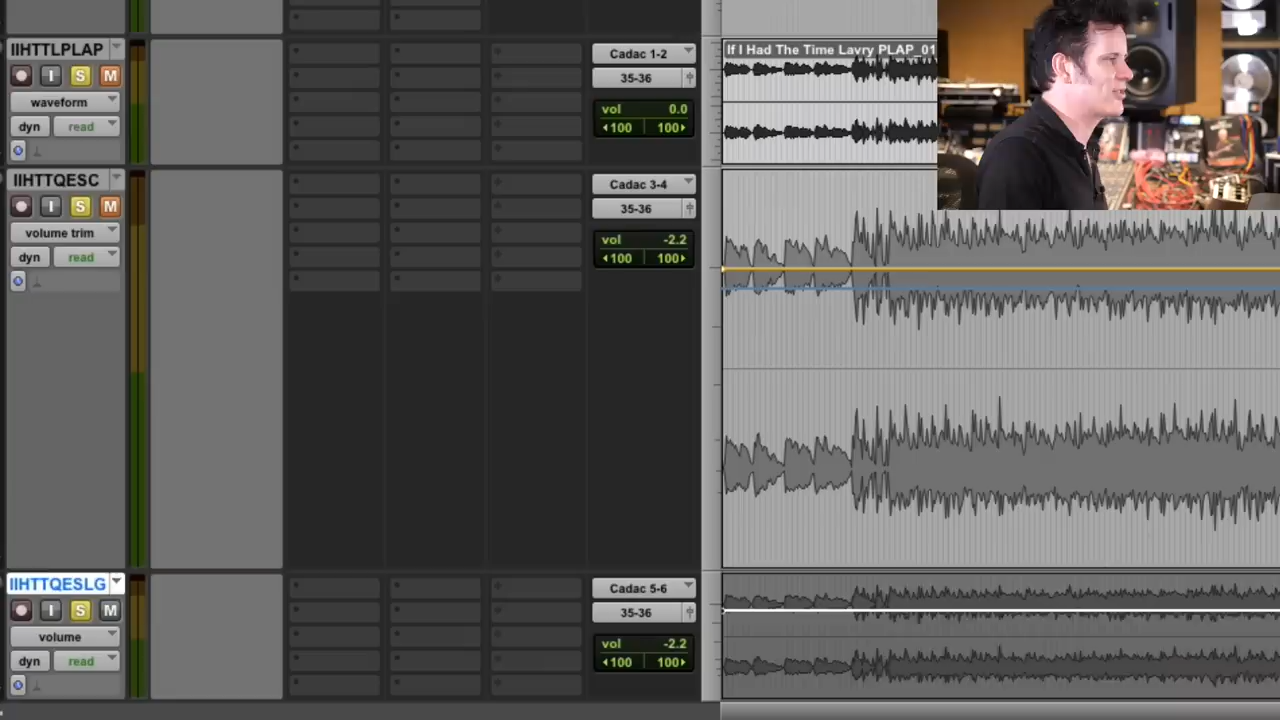 IIHTTLPLAP
I S M
waveform
dyn read
Cadac 1-2
35-36
vol 0.0
100 100
If I Had The Time Lavry PLAP_01
IIHTTQESC
I S M
volume trim
dyn read
Cadac 3-4
35-36
vol -2.2
100 100
IIHTTQESLG
I S M
volume
dyn read
Cadac 5-6
35-36
vol -2.2
100 100